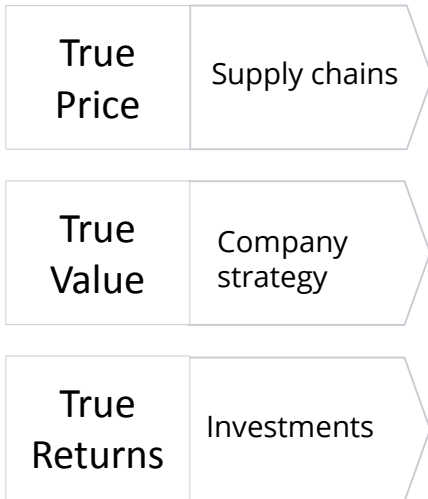 True
Price
Supply chains
True
Value
Company
strategy
True
Returns
Investments